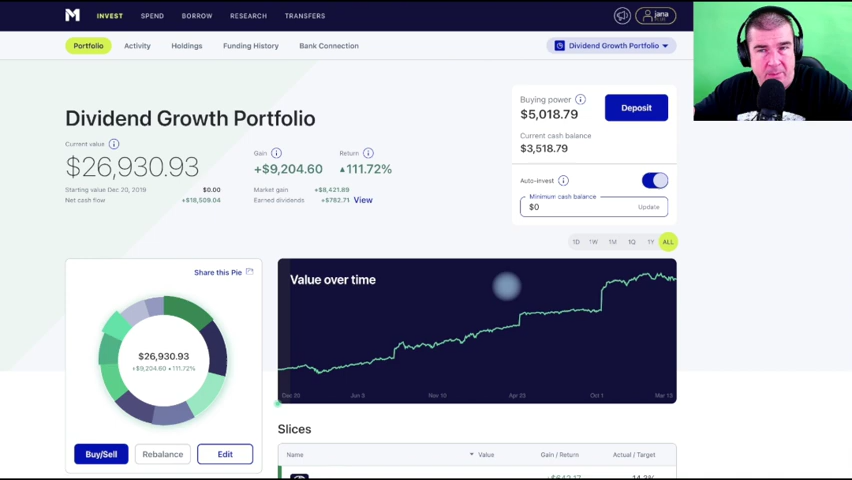 INVEST SPEND BORROW RESEARCH TRANSFERS jana
Portfolio Activity Holdings Funding History Bank Connection Dividend Growth Portfolio
Dividend Growth Portfolio
Current value
$26,930.93
Starting value Dec 20, 2019 $0.00
Net cash flow +$18,509.04
Gain Return
+$9,204.60 111.72%
Market gain +$8,421.89
Earned dividends +$782.71 View
Buying power
$5,018.79
Deposit
Current cash balance
$3,518.79
Auto-invest
Minimum cash balance
$0 Update
1D 1W 1M 1Q 1Y ALL
Share this Pie
$26,930.93
+$9,204.60 • 111.72%
Buy/Sell Rebalance Edit
Value over time
Dec 20 Jun 3 Nov 10 Apr 23 Oct 1 Mar 13
Slices
Name Value Gain / Return Actual / Target